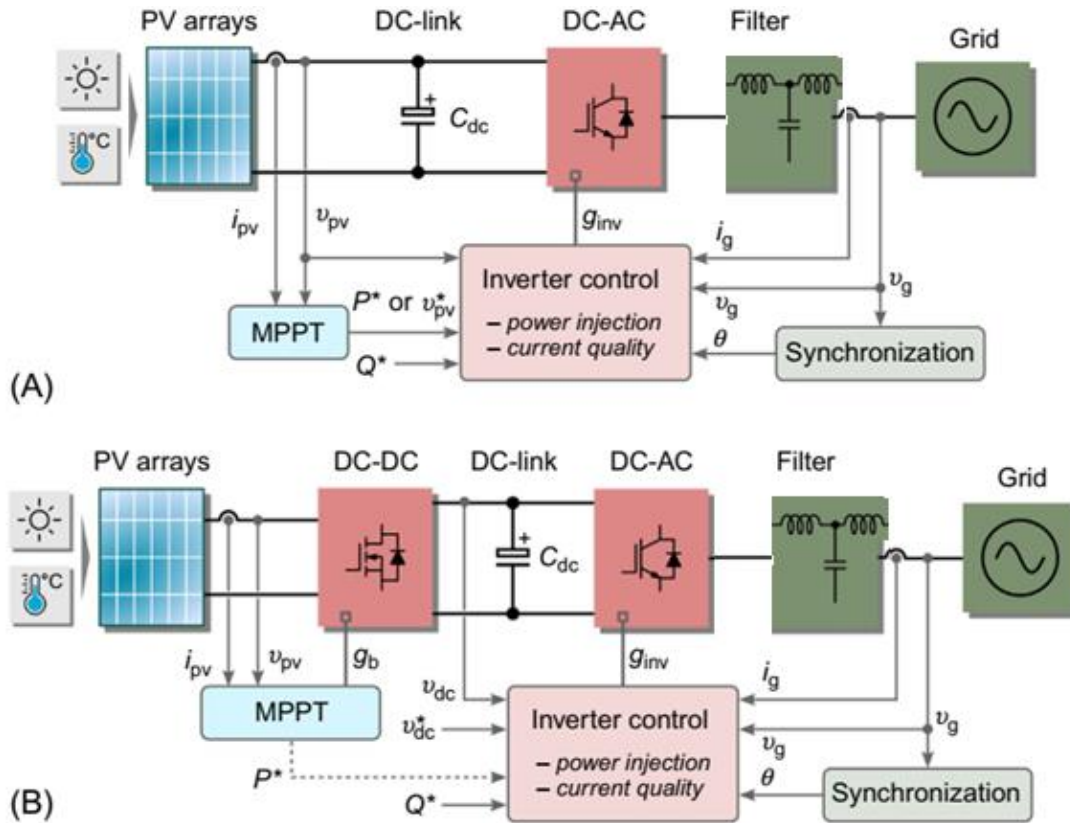 PV arrays DC-link DC-AC Filter Grid
°C
+
C_dc
i_pv v_pv g_inv i_g
Inverter control
P* or v*_pv v_g v_g
MPPT – power injection
– current quality θ Synchronization
Q*
(A)
PV arrays DC-DC DC-link DC-AC Filter Grid
°C
+
C_dc
i_pv v_pv g_b g_inv i_g
v_dc
MPPT Inverter control v_g
v*_dc v_g
– power injection
P* – current quality θ Synchronization
Q*
(B)